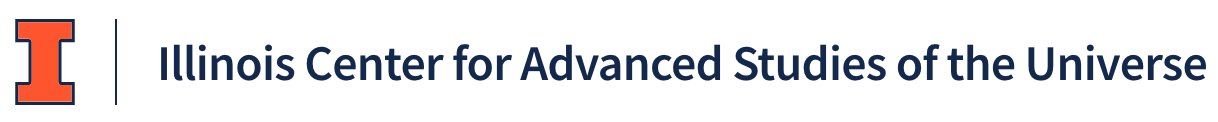 I Illinois Center for Advanced Studies of the Universe